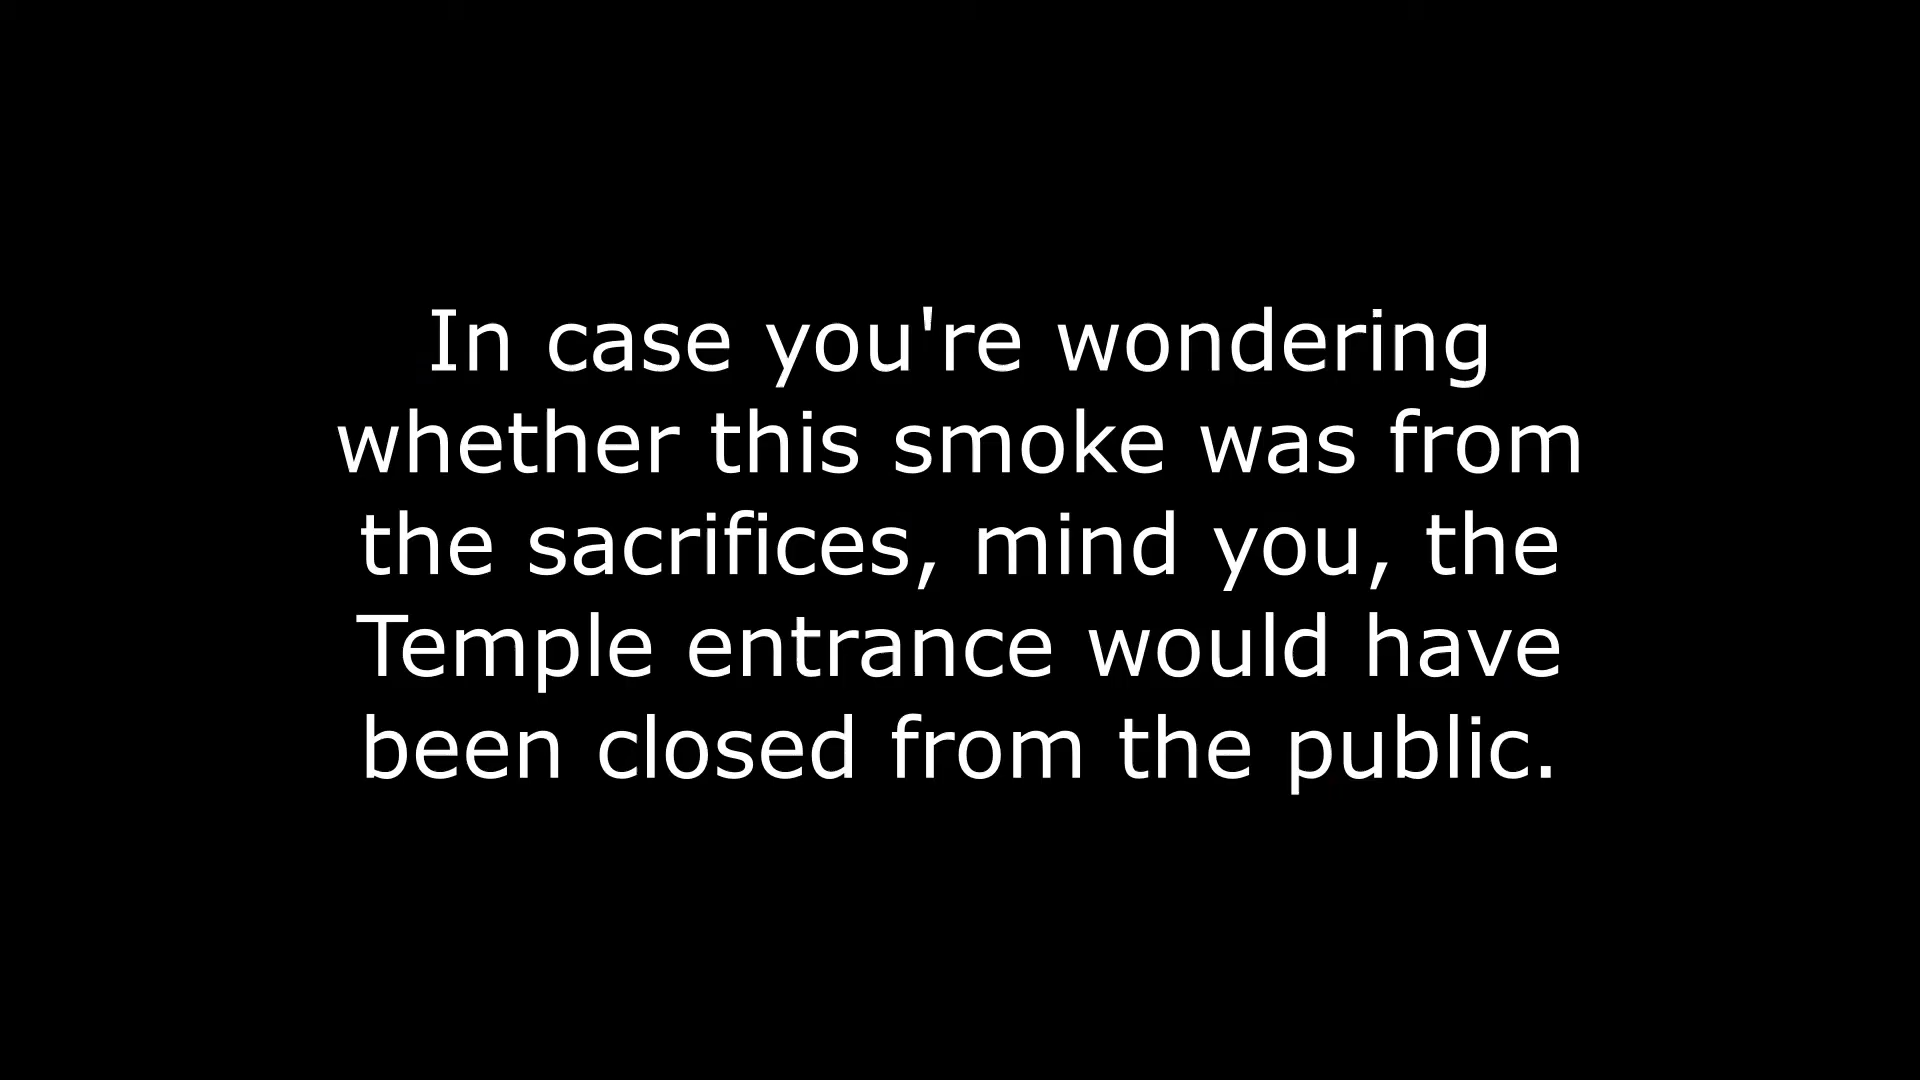 In case you're wondering
whether this smoke was from
the sacrifices, mind you, the
Temple entrance would have
been closed from the public.